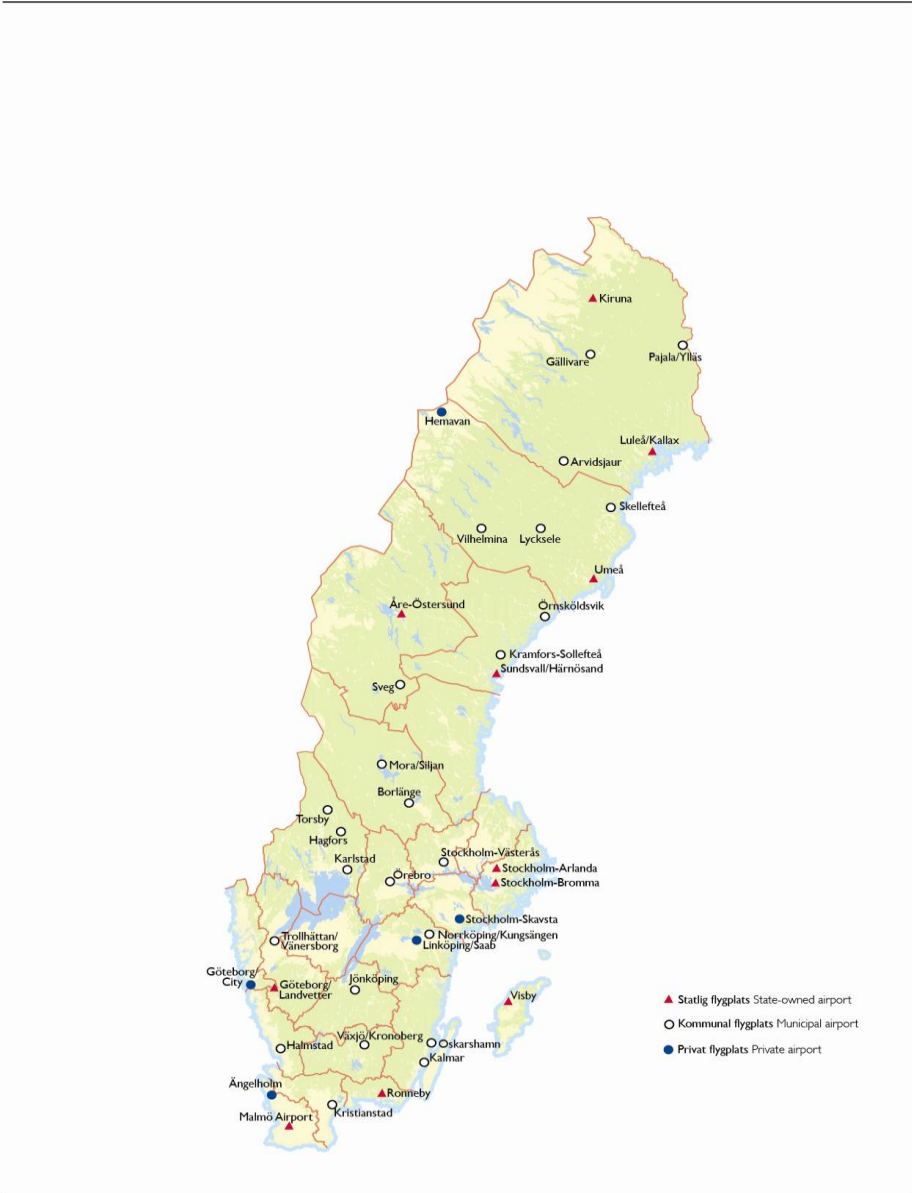 Kiruna
Gällivare
Pajala/Ylläs
Hemavan
Luleå/Kallax
Arvidsjaur
Skellefteå
Vilhelmina
Lycksele
Umeå
Åre-Östersund
Örnsköldsvik
Kramfors-Sollefteå
Sundsvall/Härnösand
Sveg
Mora/Siljan
Borlänge
Torsby
Hagfors
Karlstad
Stockholm-Västerås
Örebro
Stockholm-Arlanda
Stockholm-Bromma
Stockholm-Skavsta
Norrköping/Kungsängen
Linköping/Saab
Trollhättan/
Vänersborg
Göteborg/
City
Göteborg/
Landvetter
Jönköping
Visby
Statlig flygplats State-owned airport
Kommunal flygplats Municipal airport
Privat flygplats Private airport
Växjö/Kronoberg
Oskarshamn
Halmstad
Kalmar
Ängelholm
Ronneby
Malmö Airport
Kristianstad